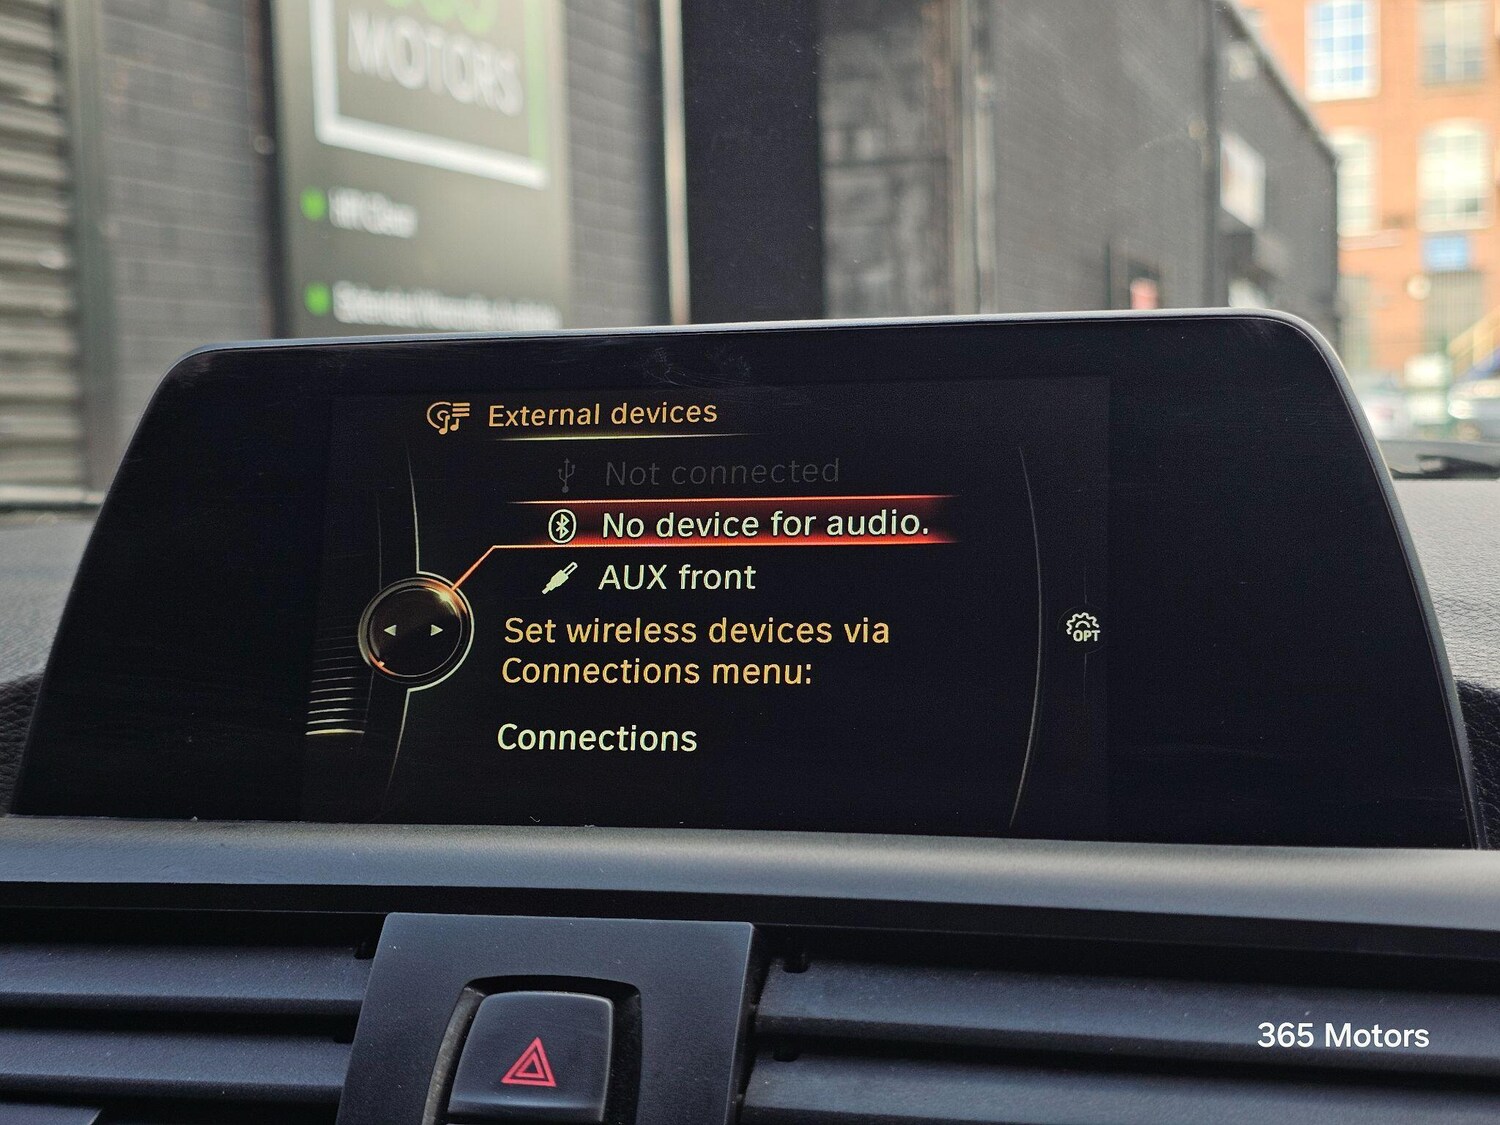 MOTORS
External devices
Not connected
No device for audio.
AUX front
Set wireless devices via
Connections menu:
Connections
OPT
365 Motors